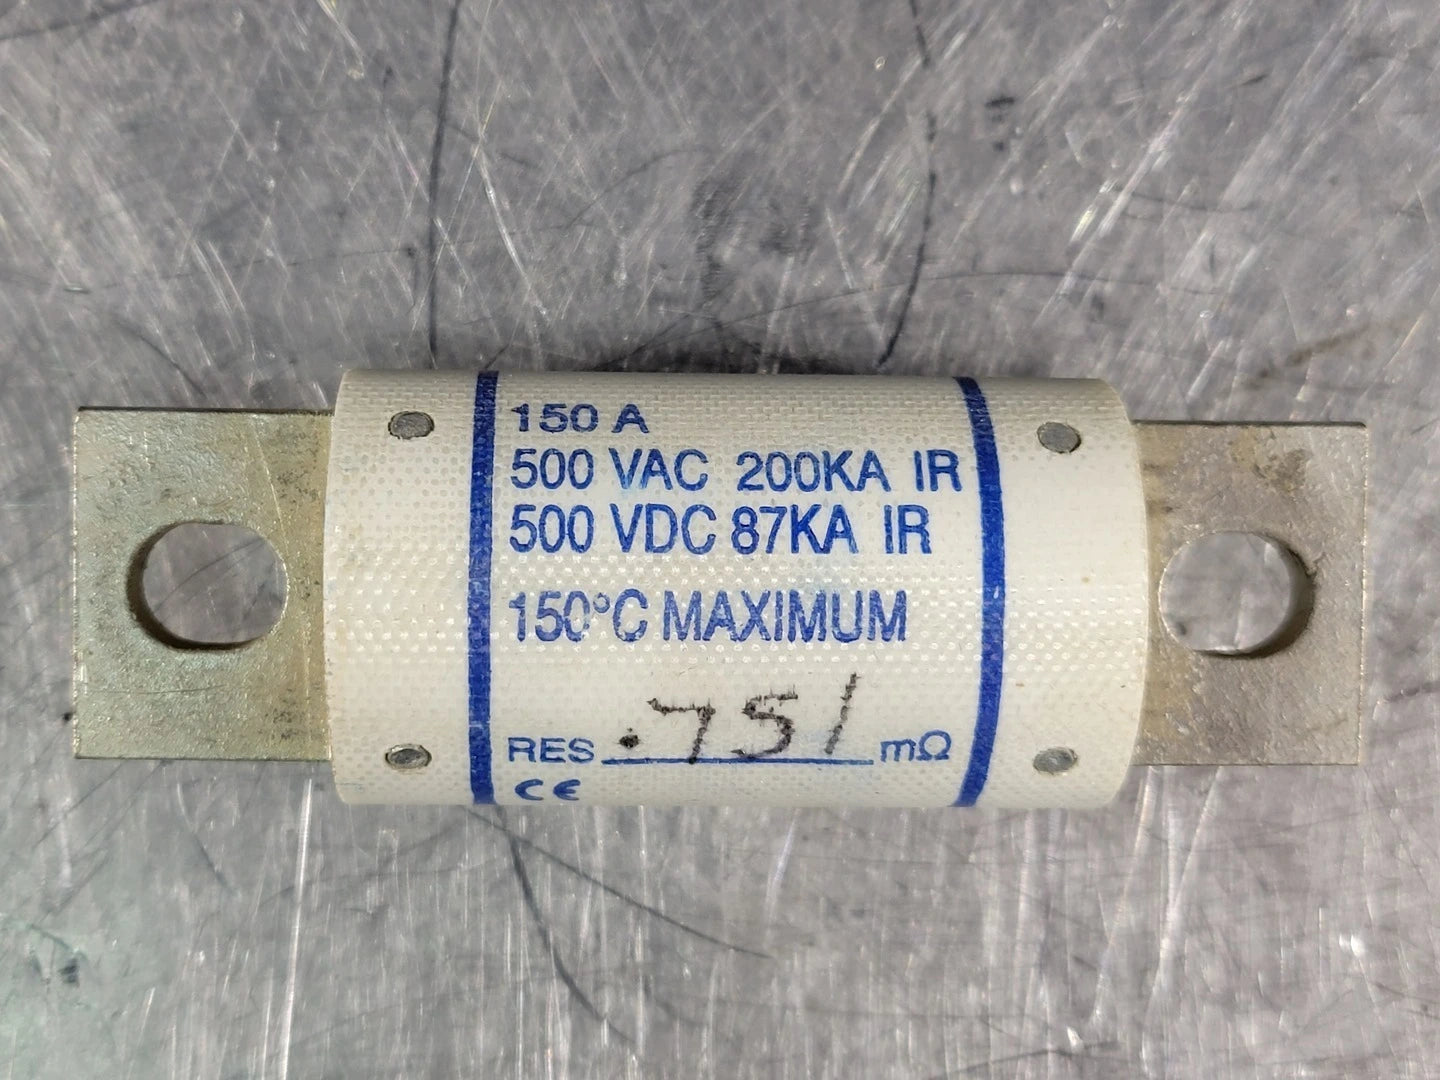 150 A
500 VAC 200KA IR
500 VDC 87KA IR
150°C MAXIMUM
RES .751 mΩ
CE